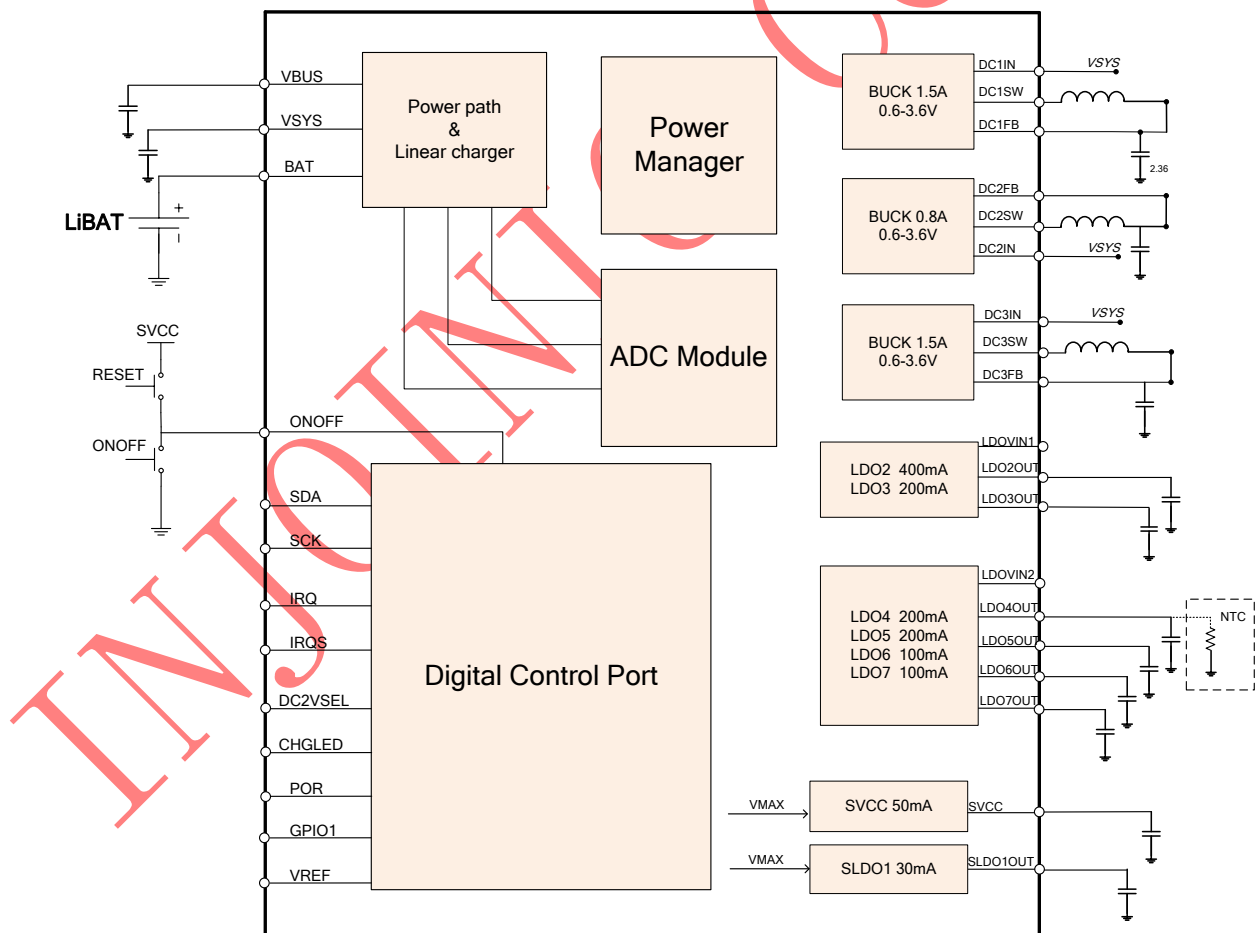 VBUS
VSYS
BAT
LiBAT
+
SVCC
RESET
ONOFF
ONOFF
SDA
SCK
IRQ
IRQS
DC2VSEL
CHGLED
POR
GPIO1
VREF
Power path
&
Linear charger
Power
Manager
ADC Module
Digital Control Port
BUCK 1.5A
0.6-3.6V
DC1IN
DC1SW
DC1FB
VSYS
2.36
BUCK 0.8A
0.6-3.6V
DC2FB
DC2SW
DC2IN
VSYS
BUCK 1.5A
0.6-3.6V
DC3IN
DC3SW
DC3FB
VSYS
LDO2 400mA
LDO3 200mA
LDOVIN1
LDO2OUT
LDO3OUT
LDO4 200mA
LDO5 200mA
LDO6 100mA
LDO7 100mA
LDOVIN2
LDO4OUT
LDO5OUT
LDO6OUT
LDO7OUT
NTC
VMAX
SVCC 50mA
SVCC
VMAX
SLDO1 30mA
SLDO1OUT
INJOINIC